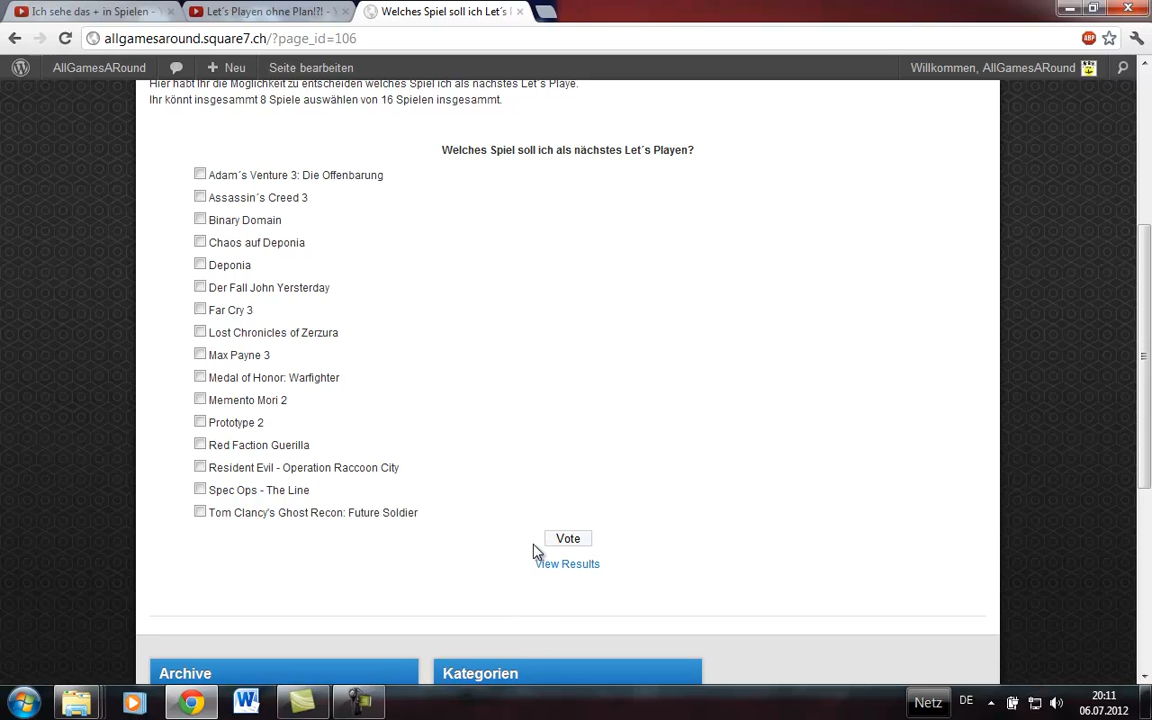 Ich sehe das + in Spielen -
Let´s Playen ohne Plan!?! -
Welches Spiel soll ich Let´s
allgamesaround.square7.ch/?page_id=106
ABP
AllGamesARound
Neu
Seite bearbeiten
Willkommen, AllGamesARound
Hier habt Ihr die Möglichkeit zu entscheiden welches Spiel ich als nächstes Let´s Playe.
Ihr könnt insgesammt 8 Spiele auswählen von 16 Spielen insgesammt.
Welches Spiel soll ich als nächstes Let´s Playen?
Adam´s Venture 3: Die Offenbarung
Assassin´s Creed 3
Binary Domain
Chaos auf Deponia
Deponia
Der Fall John Yersterday
Far Cry 3
Lost Chronicles of Zerzura
Max Payne 3
Medal of Honor: Warfighter
Memento Mori 2
Prototype 2
Red Faction Guerilla
Resident Evil - Operation Raccoon City
Spec Ops - The Line
Tom Clancy's Ghost Recon: Future Soldier
Vote
View Results
Archive
Kategorien
Netz
DE
20:11
06.07.2012